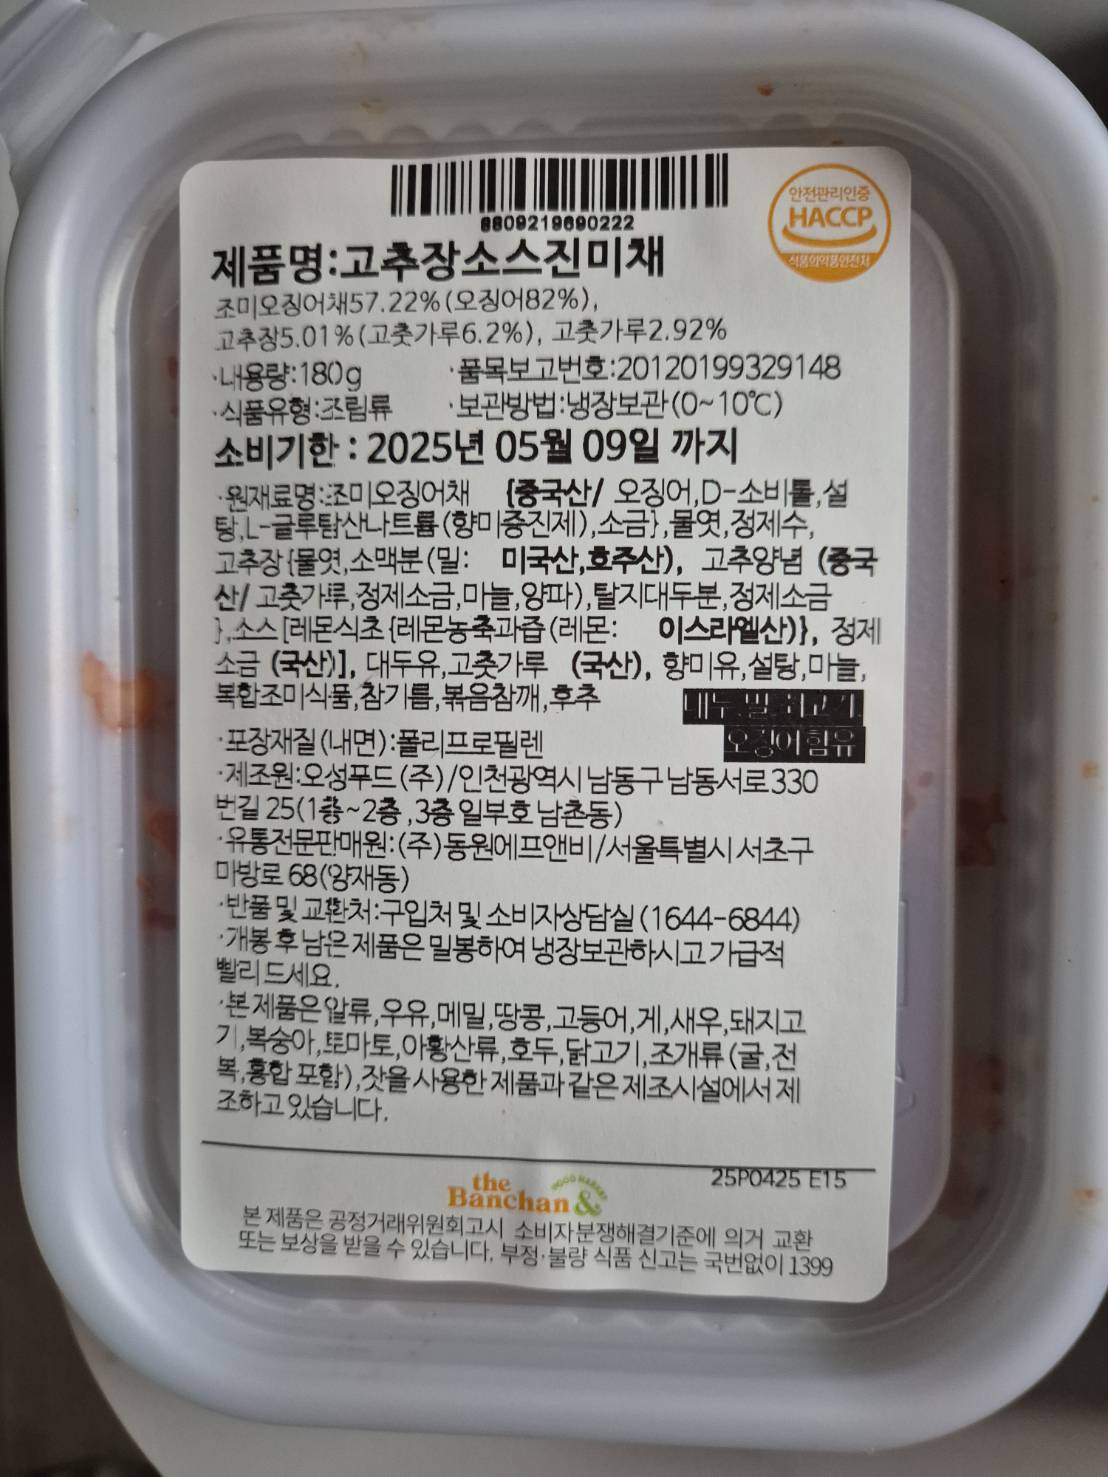 8809219690222
안전관리인증
HACCP
식품의약품안전처
제품명:고추장소스진미채
조미오징어채57.22%(오징어82%),
고추장5.01%(고춧가루6.2%), 고춧가루2.92%
·내용량:180g ·품목보고번호:20120199329148
·식품유형:조림류 ·보관방법:냉장보관(0~10℃)
소비기한 : 2025년 05월 09일 까지
·원재료명:조미오징어채 {중국산/ 오징어,D-소비톨,설
탕,L-글루탐산나트륨(향미증진제),소금},물엿,정제수,
고추장{물엿,소맥분(밀: 미국산,호주산), 고추양념 (중국
산/ 고춧가루,정제소금,마늘,양파),탈지대두분,정제소금
},소스[레몬식초{레몬농축과즙(레몬: 이스라엘산)}, 정제
소금 (국산)], 대두유,고춧가루 (국산), 향미유,설탕,마늘,
복합조미식품,참기름,볶음참깨,후추
오징어 함유
·포장재질(내면):폴리프로필렌
·제조원:오성푸드(주)/인천광역시 남동구 남동서로330
번길 25(1층~2층,3층 일부호 남촌동)
·유통전문판매원:(주)동원에프앤비/서울특별시 서초구
마방로 68(양재동)
·반품 및 교환처:구입처 및 소비자상담실(1644-6844)
·개봉 후 남은 제품은 밀봉하여 냉장보관하시고 가급적
빨리 드세요.
·본 제품은 알류,우유,메밀,땅콩,고등어,게,새우,돼지고
기,복숭아,토마토,아황산류,호두,닭고기,조개류(굴,전
복,홍합 포함),잣을 사용한 제품과 같은 제조시설에서 제
조하고 있습니다.
25P0425 E15
the
Banchan &
FOOD MARKET
본 제품은 공정거래위원회고시 소비자분쟁해결기준에 의거 교환
또는 보상을 받을 수 있습니다. 부정·불량 식품 신고는 국번없이 1399